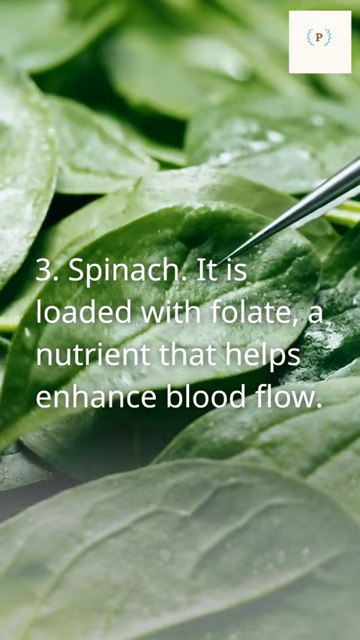 P
3. Spinach. It is
loaded with folate, a
nutrient that helps
enhance blood flow.